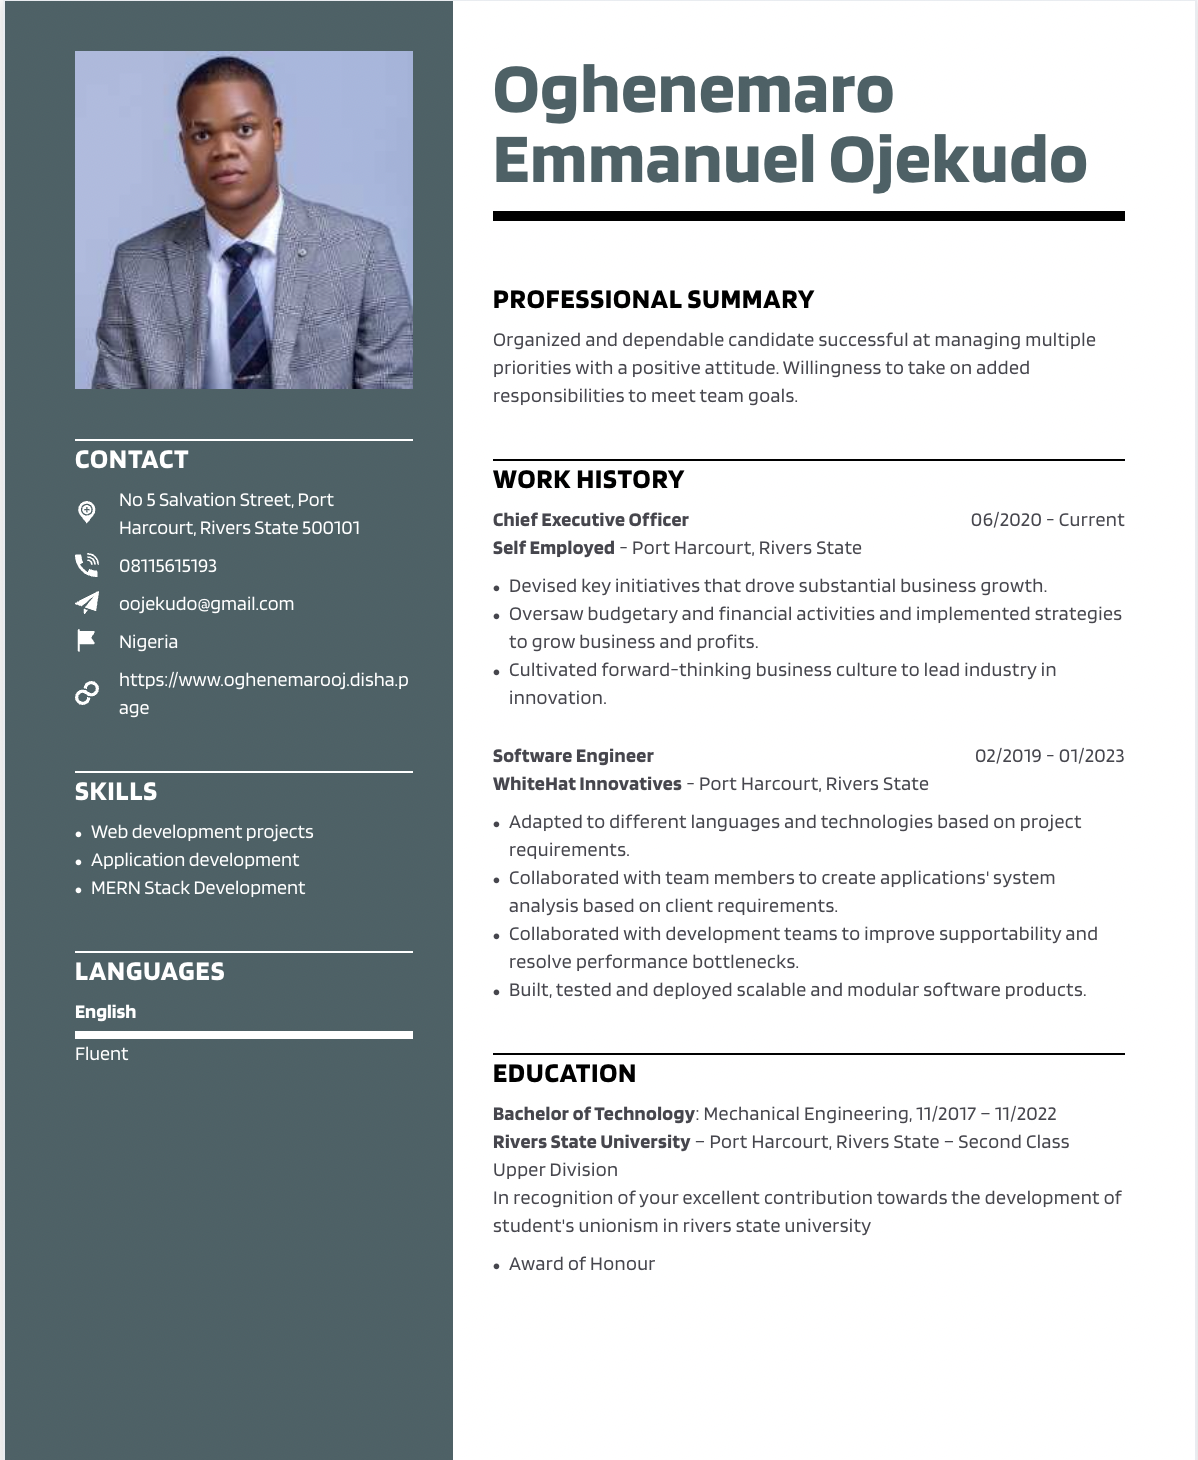 Oghenemaro
Emmanuel Ojekudo
CONTACT
No 5 Salvation Street, Port
Harcourt, Rivers State 500101
08115615193
oojekudo@gmail.com
Nigeria
https://www.oghenemarooj.disha.p
age
SKILLS
• Web development projects
• Application development
• MERN Stack Development
LANGUAGES
English
Fluent
PROFESSIONAL SUMMARY
Organized and dependable candidate successful at managing multiple
priorities with a positive attitude. Willingness to take on added
responsibilities to meet team goals.
WORK HISTORY
Chief Executive Officer 06/2020 - Current
Self Employed - Port Harcourt, Rivers State
• Devised key initiatives that drove substantial business growth.
• Oversaw budgetary and financial activities and implemented strategies
to grow business and profits.
• Cultivated forward-thinking business culture to lead industry in
innovation.
Software Engineer 02/2019 - 01/2023
WhiteHat Innovatives - Port Harcourt, Rivers State
• Adapted to different languages and technologies based on project
requirements.
• Collaborated with team members to create applications' system
analysis based on client requirements.
• Collaborated with development teams to improve supportability and
resolve performance bottlenecks.
• Built, tested and deployed scalable and modular software products.
EDUCATION
Bachelor of Technology: Mechanical Engineering, 11/2017 – 11/2022
Rivers State University – Port Harcourt, Rivers State – Second Class
Upper Division
In recognition of your excellent contribution towards the development of
student's unionism in rivers state university
• Award of Honour